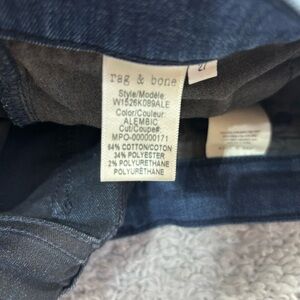 rag & bone
27
Style/Modèle:
W1526K089ALE
Color/Couleur:
ALEMBIC
Cut/Coupe#:
MPO-000000171
64% COTTON/COTON
34% POLYESTER
2% POLYURETHANE
POLYURETHANE